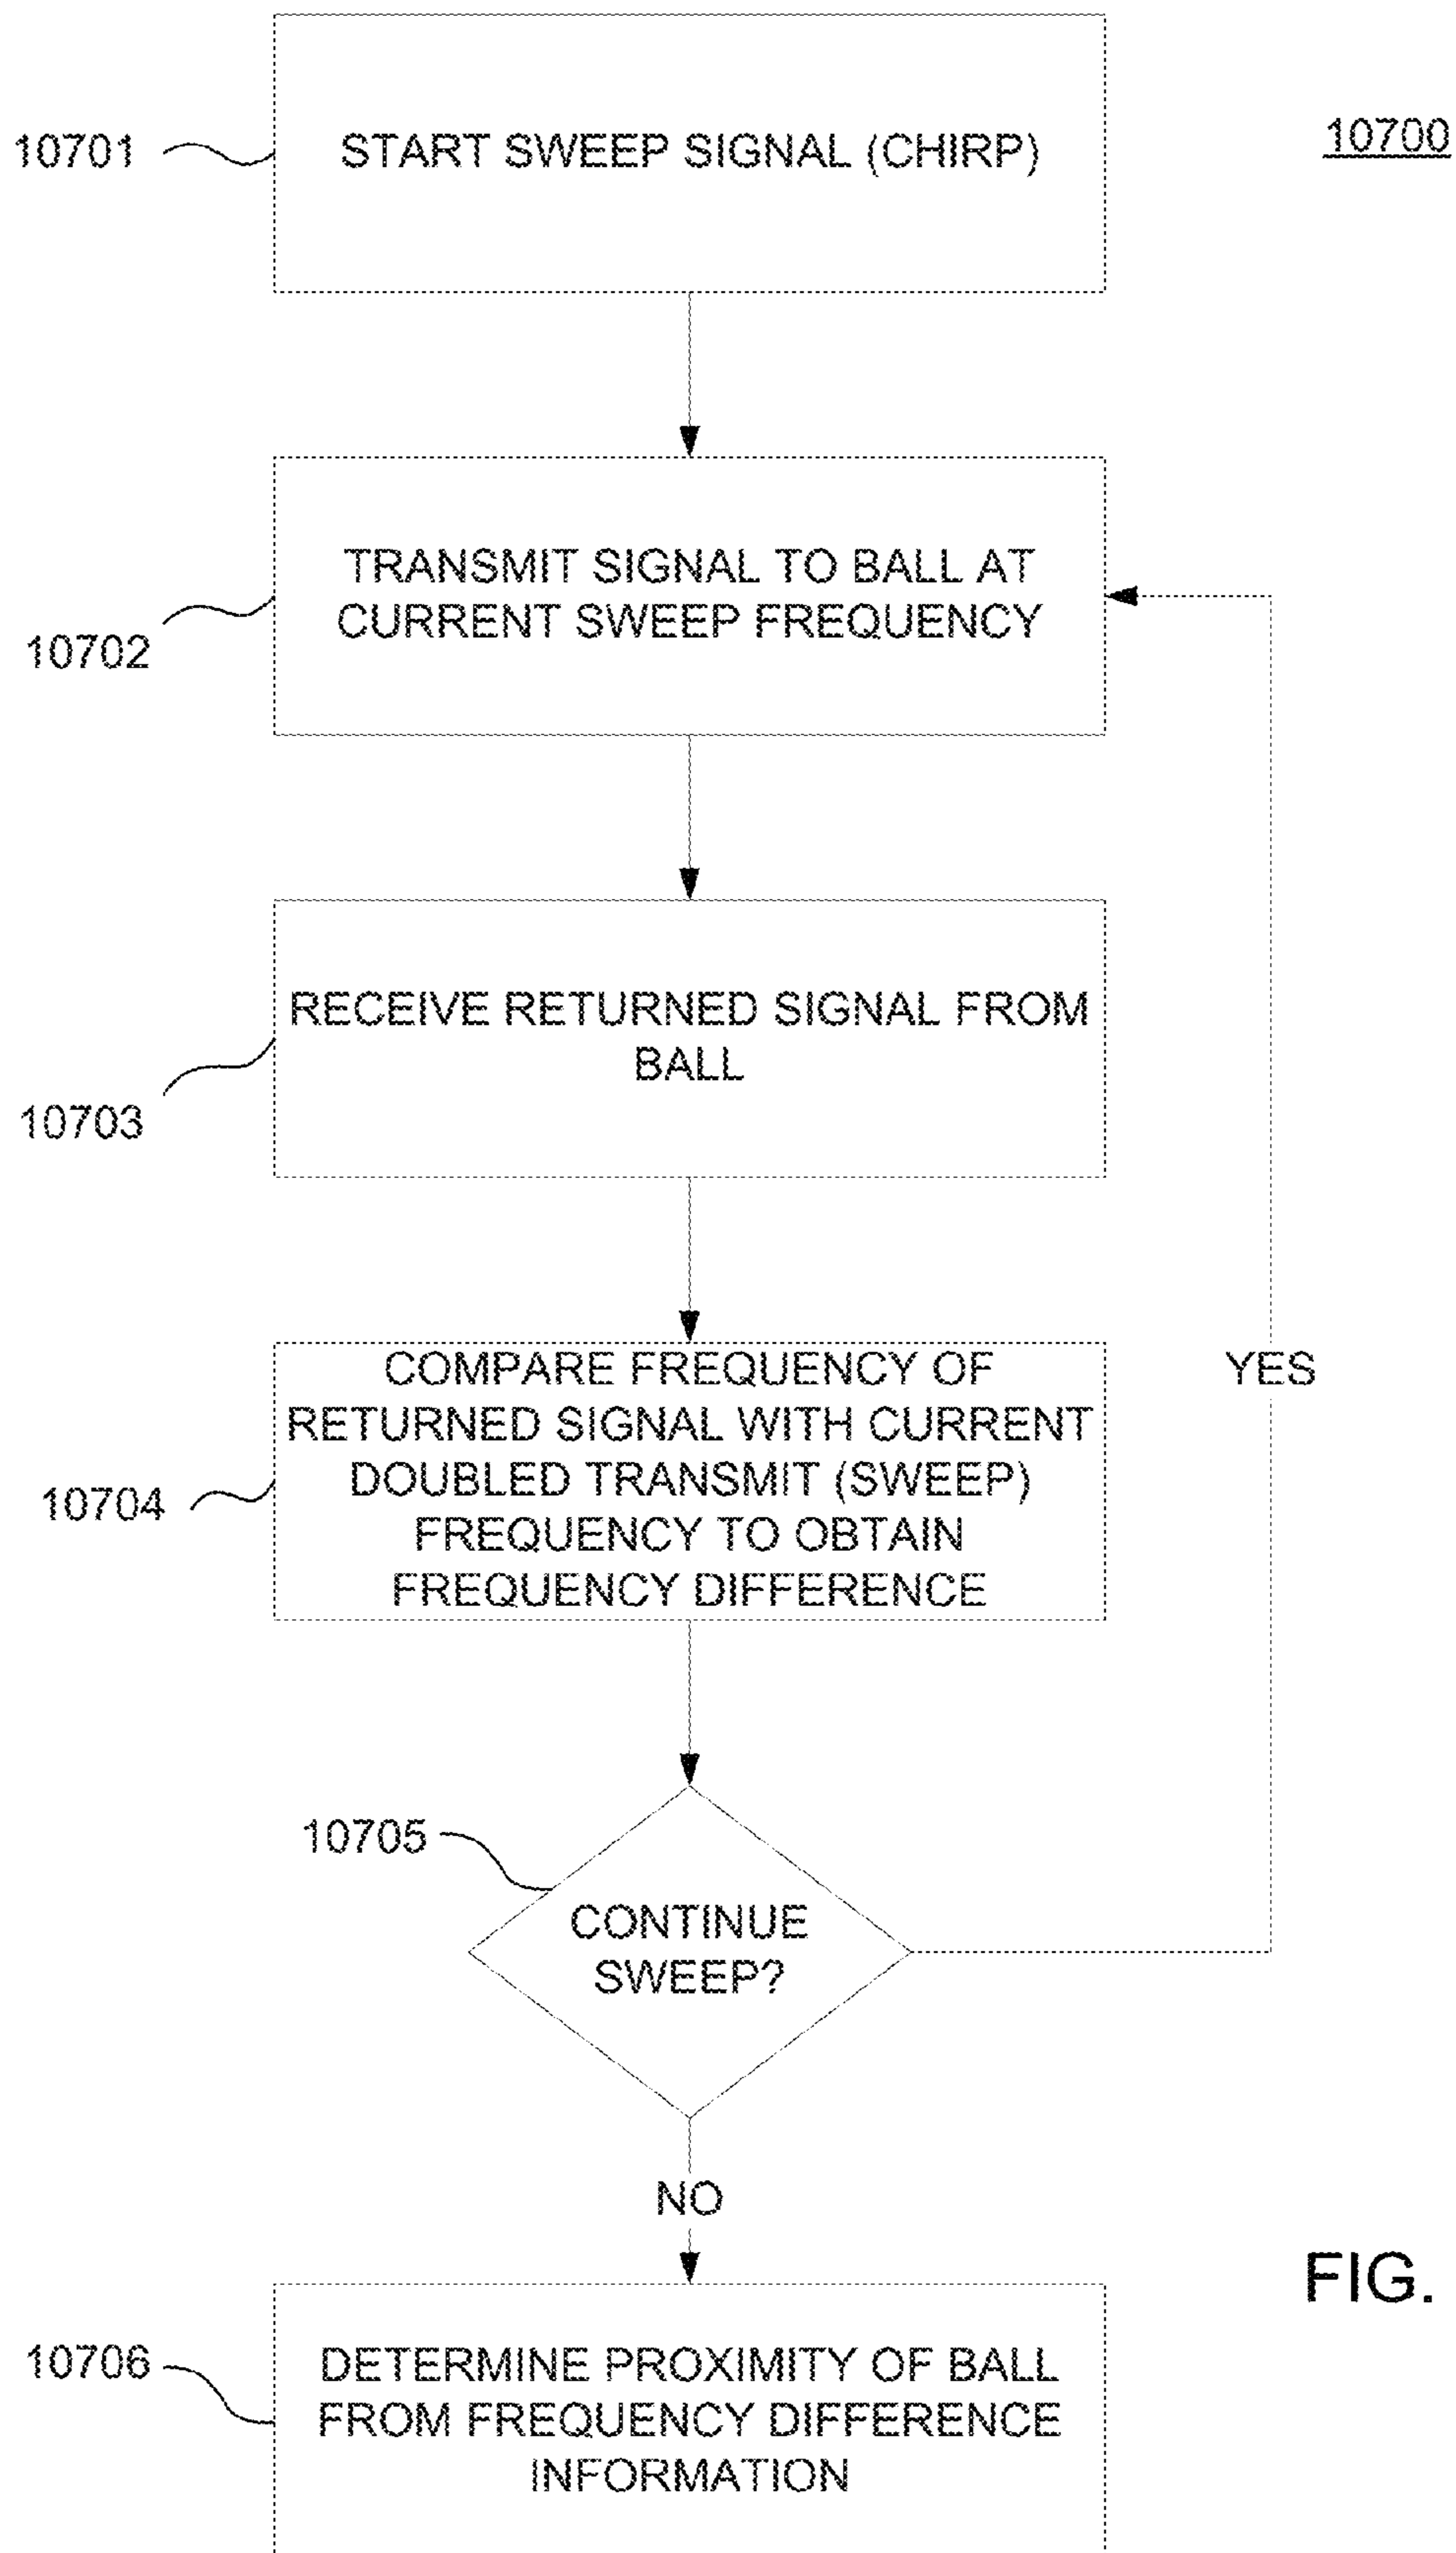 10700
10701
START SWEEP SIGNAL (CHIRP)
10702
TRANSMIT SIGNAL TO BALL AT
CURRENT SWEEP FREQUENCY
10703
RECEIVE RETURNED SIGNAL FROM
BALL
10704
COMPARE FREQUENCY OF
RETURNED SIGNAL WITH CURRENT
DOUBLED TRANSMIT (SWEEP)
FREQUENCY TO OBTAIN
FREQUENCY DIFFERENCE
YES
10705
CONTINUE
SWEEP?
NO
FIG.
10706
DETERMINE PROXIMITY OF BALL
FROM FREQUENCY DIFFERENCE
INFORMATION